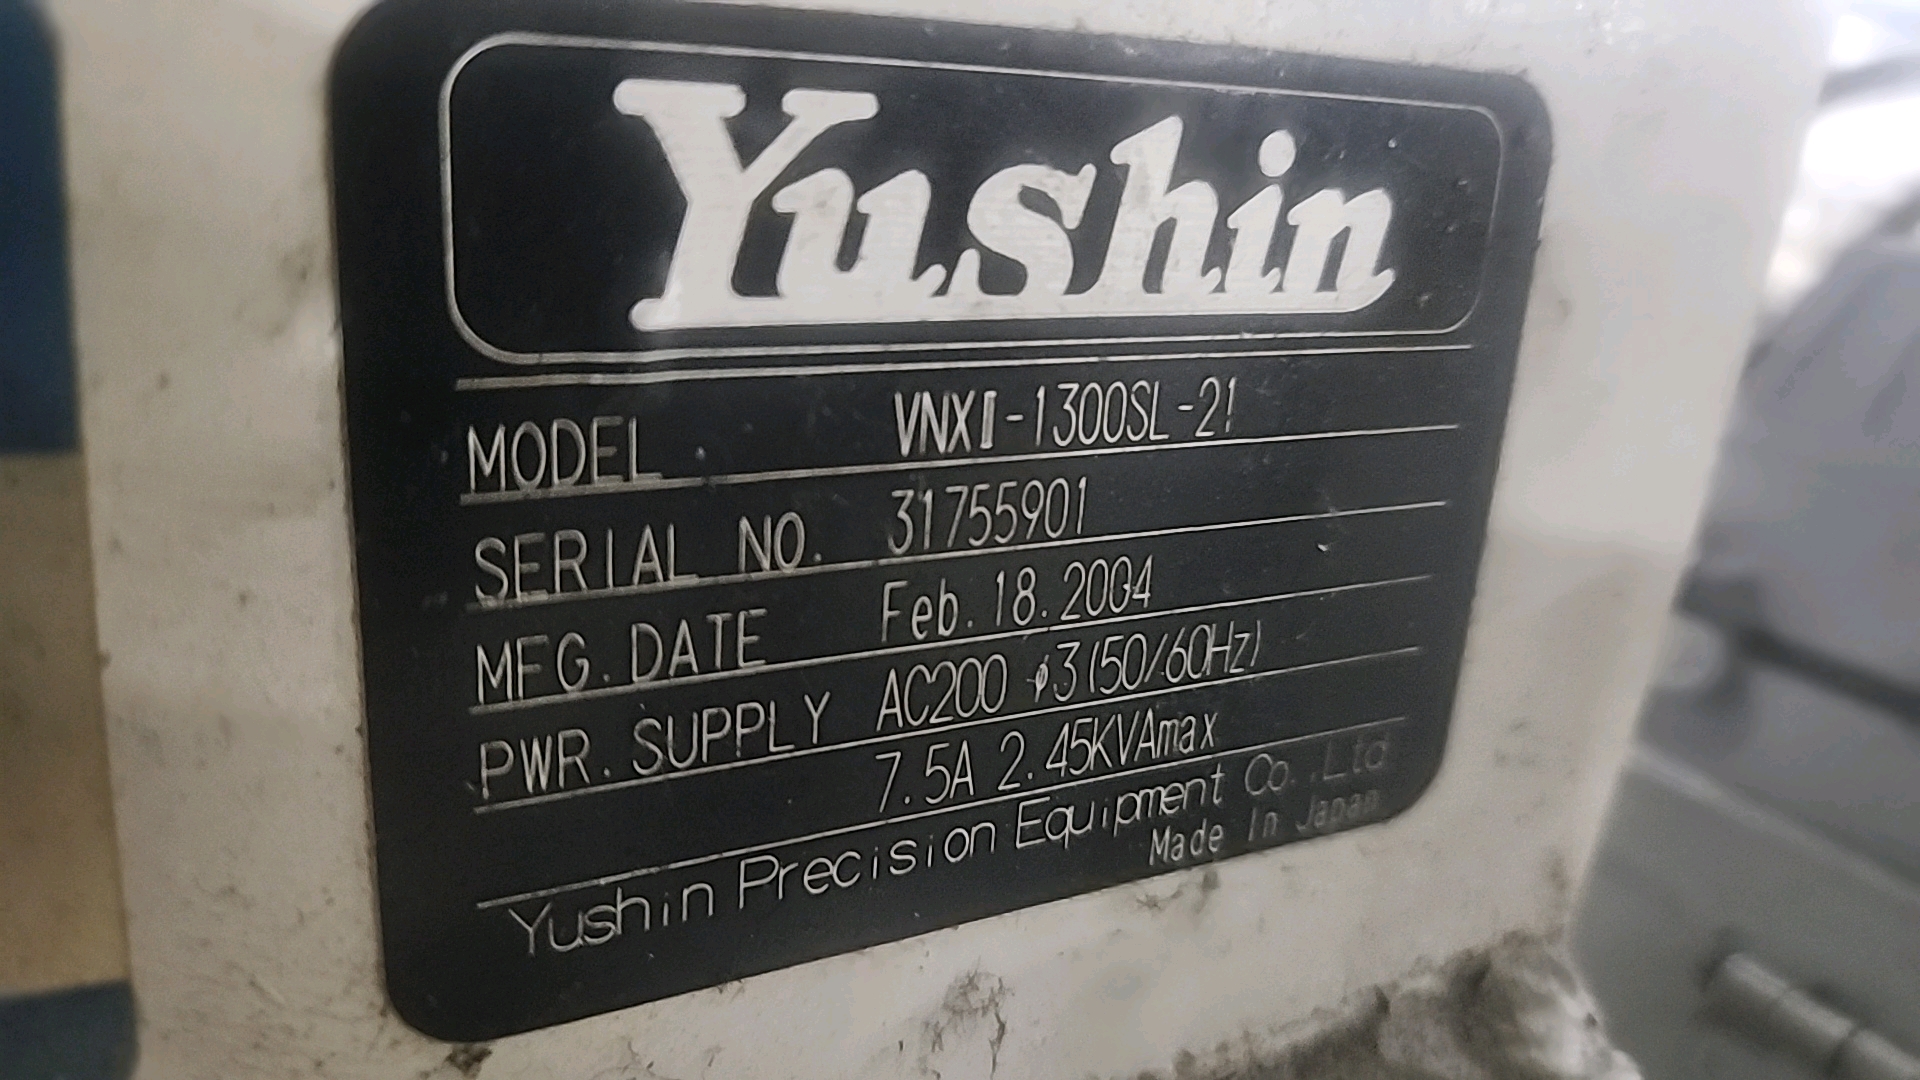 Yushin
MODEL VNXⅡ-1300SL-21
SERIAL NO. 31755901
MFG. DATE Feb. 18. 2004
PWR. SUPPLY AC200 φ3(50/60Hz)
7.5A 2.45KVAmax
Yushin Precision Equipment Co.,Ltd
Made In Japan